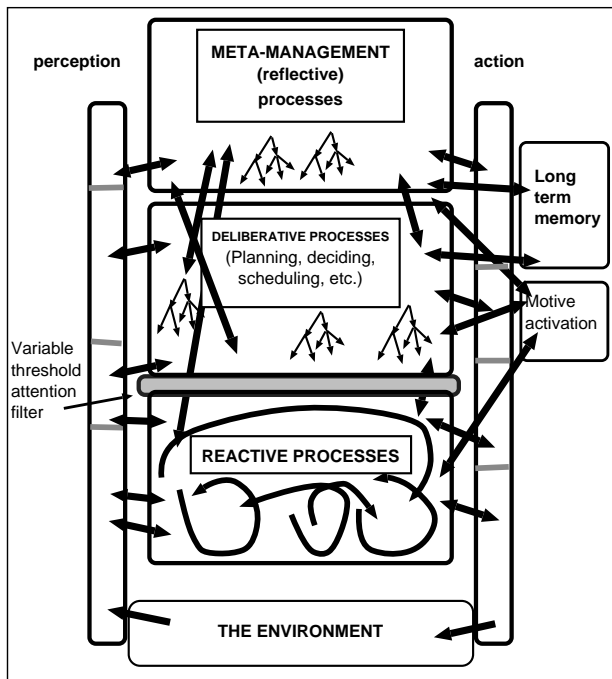 perception
META-MANAGEMENT
(reflective)
processes
action
Long
term
memory
DELIBERATIVE PROCESSES
(Planning, deciding,
scheduling, etc.)
Motive
activation
Variable
threshold
attention
filter
REACTIVE PROCESSES
THE ENVIRONMENT